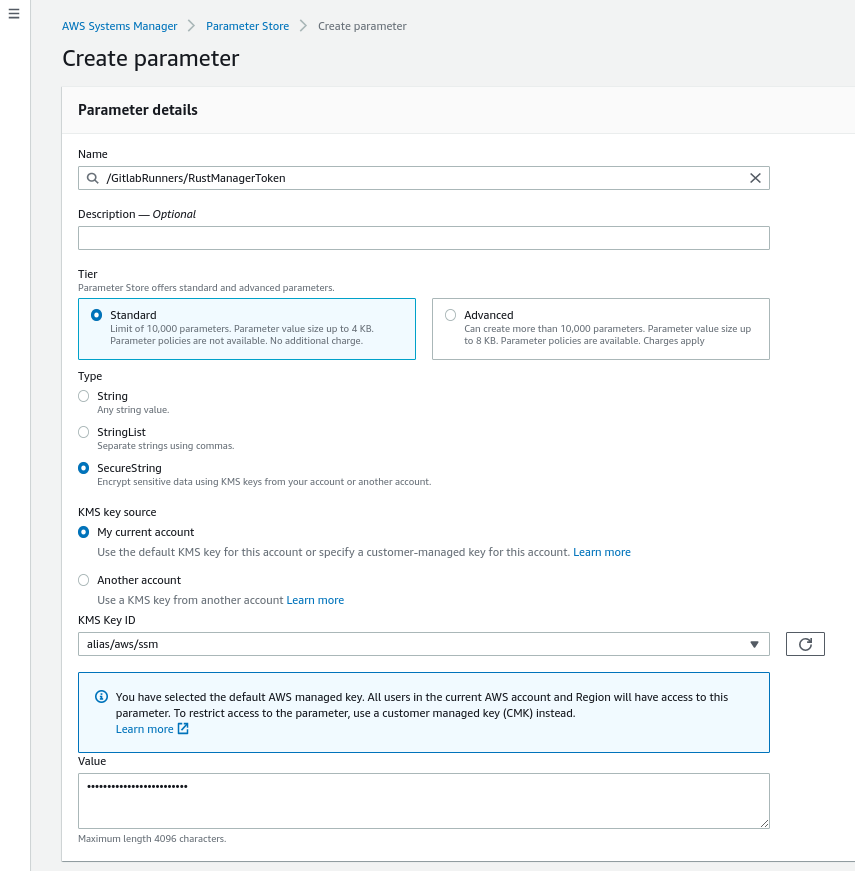 AWS Systems Manager > Parameter Store > Create parameter
Create parameter
Parameter details
Name
/GitlabRunners/RustManagerToken
Description — Optional
Tier
Parameter Store offers standard and advanced parameters.
Standard
Limit of 10,000 parameters. Parameter value size up to 4 KB.
Parameter policies are not available. No additional charge.
Advanced
Can create more than 10,000 parameters. Parameter value size up
to 8 KB. Parameter policies are available. Charges apply
Type
String
Any string value.
StringList
Separate strings using commas.
SecureString
Encrypt sensitive data using KMS keys from your account or another account.
KMS key source
My current account
Use the default KMS key for this account or specify a customer-managed key for this account. Learn more
Another account
Use a KMS key from another account Learn more
KMS Key ID
alias/aws/ssm
You have selected the default AWS managed key. All users in the current AWS account and Region will have access to this
parameter. To restrict access to the parameter, use a customer managed key (CMK) instead.
Learn more
Value
•••••••••••••••••••••••••
Maximum length 4096 characters.